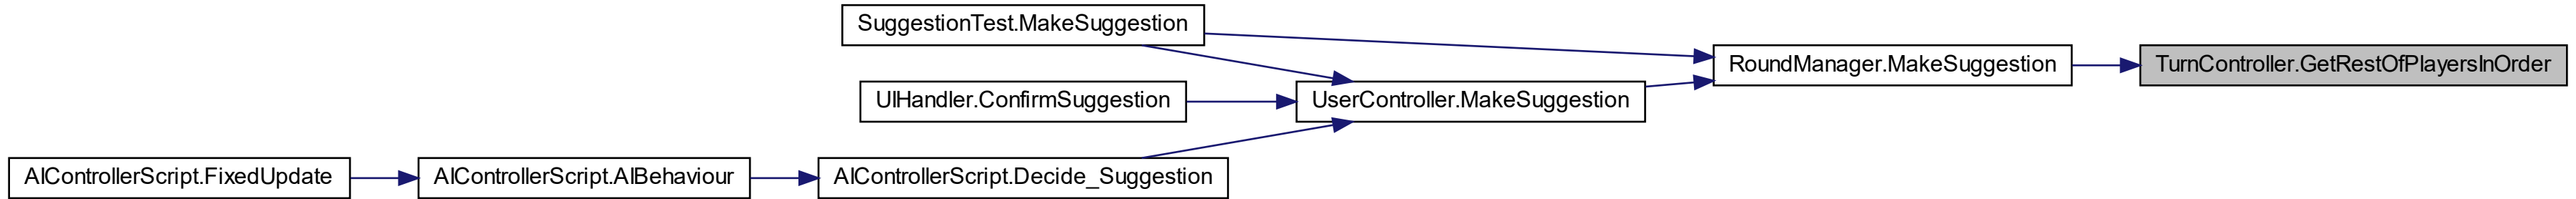 SuggestionTest.MakeSuggestion
RoundManager.MakeSuggestion
TurnController.GetRestOfPlayersInOrder
UIHandler.ConfirmSuggestion
UserController.MakeSuggestion
AIControllerScript.FixedUpdate
AIControllerScript.AIBehaviour
AIControllerScript.Decide_Suggestion